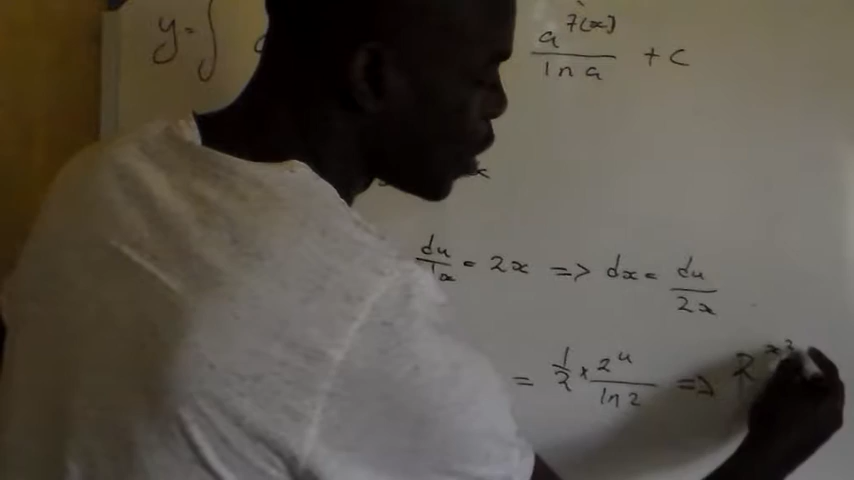 y = ∫ a^f(x) / ln a + c
du/dx = 2x => dx = du/2x
= 1/2 × 2^u / ln 2 => 2^x²